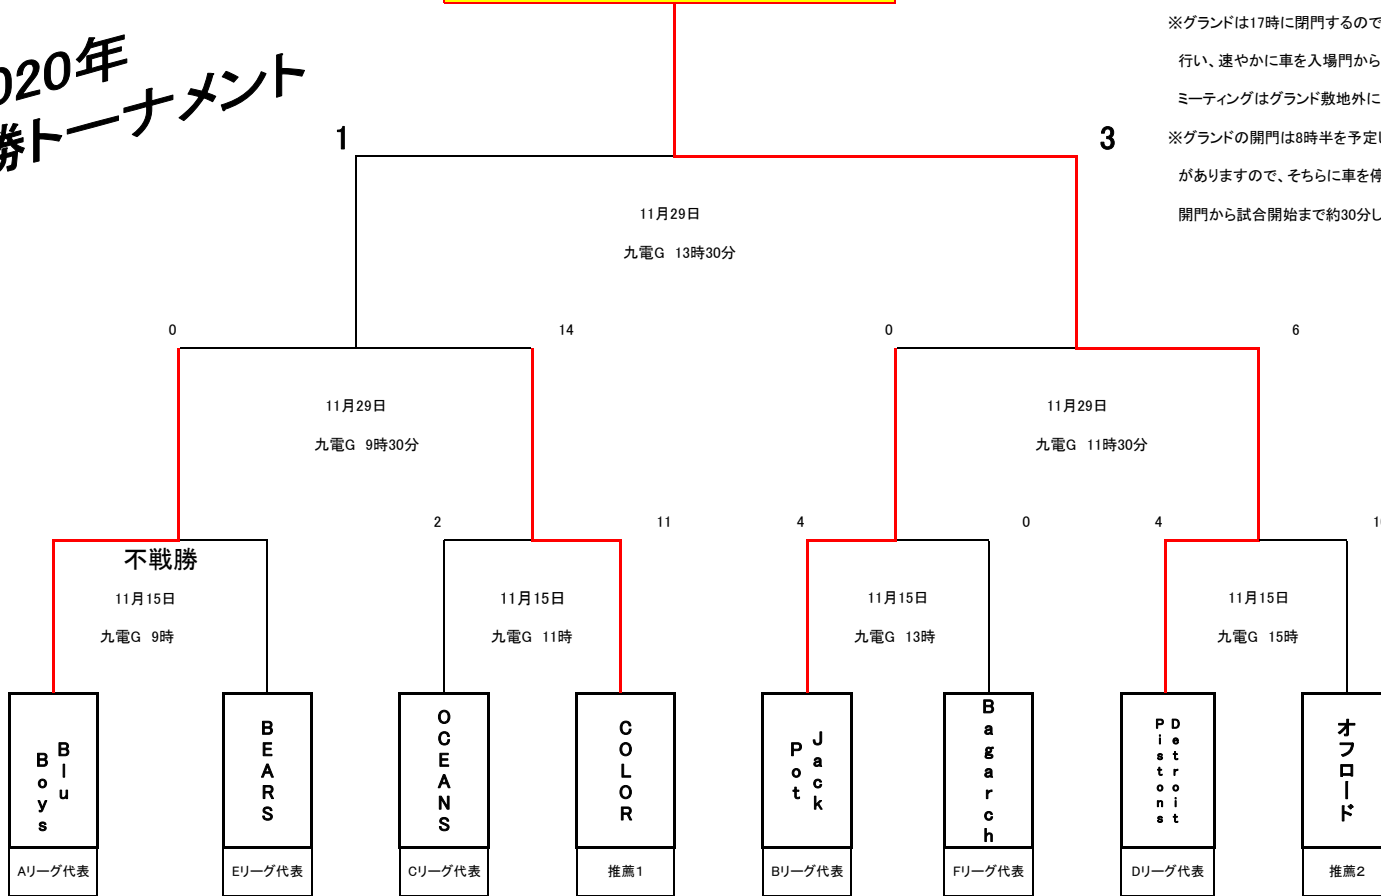 ※グランドは17時に閉門するので
行い、速やかに車を入場門から
ミーティングはグランド敷地外に
※グランドの開門は8時半を予定
がありますので、そちらに車を停
開門から試合開始まで約30分し
020年
勝トーナメント
1
3
11月29日
九電G 13時30分
0
14
0
6
11月29日
九電G 9時30分
11月29日
九電G 11時30分
2
11
4
0
4
不戦勝
11月15日
九電G 9時
11月15日
九電G 11時
11月15日
九電G 13時
11月15日
九電G 15時
Blu
Boys
BEARS
OCEANS
COLOR
Jack
Pot
Bagarch
Detroit
Pistons
オフロード
Aリーグ代表
Eリーグ代表
Cリーグ代表
推薦1
Bリーグ代表
Fリーグ代表
Dリーグ代表
推薦2